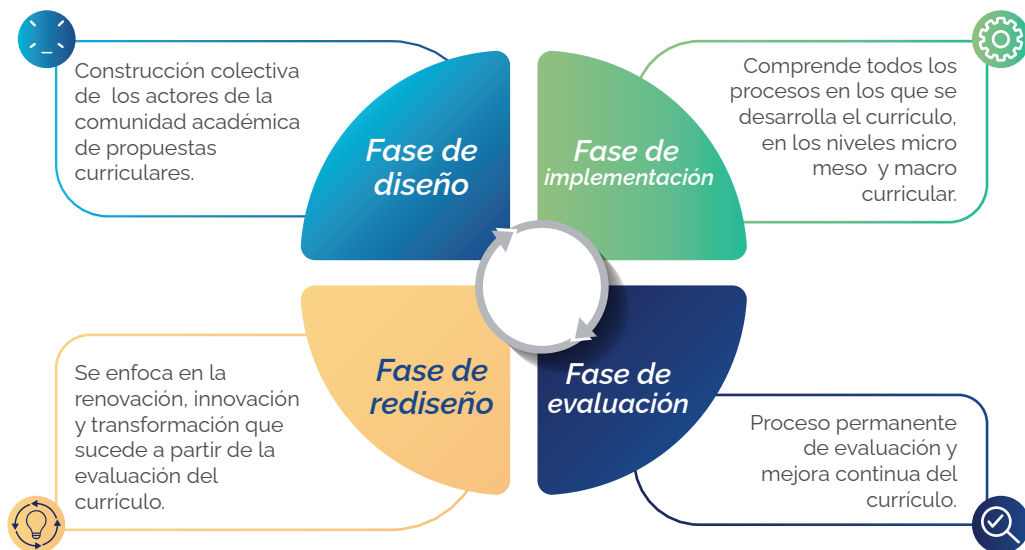 Construcción colectiva
de los actores de la
comunidad académica
de propuestas
curriculares.
Fase de
diseño
Fase de
implementación
Comprende todos los
procesos en los que se
desarrolla el currículo,
en los niveles micro
meso y macro
curricular.
Se enfoca en la
renovación, innovación
y transformación que
sucede a partir de la
evaluación del
currículo.
Fase de
rediseño
Fase de
evaluación
Proceso permanente
de evaluación y
mejora continua del
currículo.